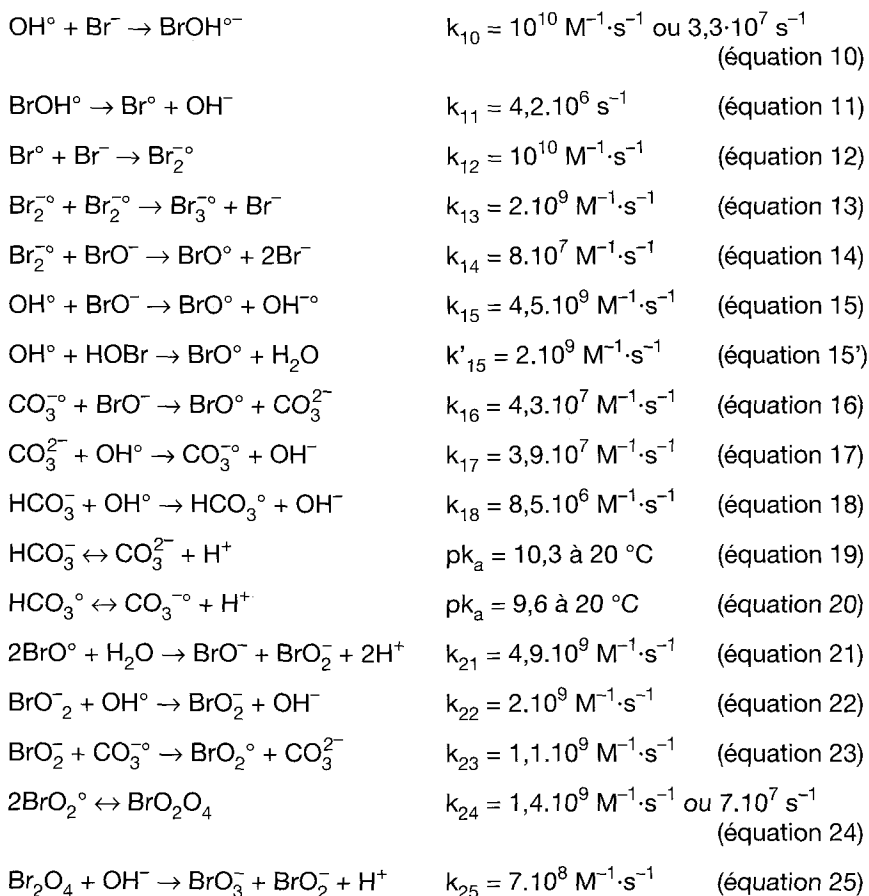 OH° + Br⁻ → BrOH°⁻ k₁₀ = 10¹⁰ M⁻¹·s⁻¹ ou 3,3·10⁷ s⁻¹
(équation 10)
BrOH° → Br° + OH⁻ k₁₁ = 4,2.10⁶ s⁻¹ (équation 11)
Br° + Br⁻ → Br₂⁻° k₁₂ = 10¹⁰ M⁻¹·s⁻¹ (équation 12)
Br₂⁻° + Br₂⁻° → Br₃⁻° + Br⁻ k₁₃ = 2.10⁹ M⁻¹·s⁻¹ (équation 13)
Br₂⁻° + BrO⁻ → BrO° + 2Br⁻ k₁₄ = 8.10⁷ M⁻¹·s⁻¹ (équation 14)
OH° + BrO⁻ → BrO° + OH⁻° k₁₅ = 4,5.10⁹ M⁻¹·s⁻¹ (équation 15)
OH° + HOBr → BrO° + H₂O k'₁₅ = 2.10⁹ M⁻¹·s⁻¹ (équation 15')
CO₃⁻° + BrO⁻ → BrO° + CO₃²⁻ k₁₆ = 4,3.10⁷ M⁻¹·s⁻¹ (équation 16)
CO₃²⁻ + OH° → CO₃⁻° + OH⁻ k₁₇ = 3,9.10⁷ M⁻¹·s⁻¹ (équation 17)
HCO₃⁻ + OH° → HCO₃° + OH⁻ k₁₈ = 8,5.10⁶ M⁻¹·s⁻¹ (équation 18)
HCO₃⁻ ↔ CO₃²⁻ + H⁺ pkₐ = 10,3 à 20 °C (équation 19)
HCO₃° ↔ CO₃⁻° + H⁺ pkₐ = 9,6 à 20 °C (équation 20)
2BrO° + H₂O → BrO⁻ + BrO₂⁻ + 2H⁺ k₂₁ = 4,9.10⁹ M⁻¹·s⁻¹ (équation 21)
BrO⁻₂ + OH° → BrO₂⁻ + OH⁻ k₂₂ = 2.10⁹ M⁻¹·s⁻¹ (équation 22)
BrO₂⁻ + CO₃⁻° → BrO₂° + CO₃²⁻ k₂₃ = 1,1.10⁹ M⁻¹·s⁻¹ (équation 23)
2BrO₂° ↔ BrO₂O₄ k₂₄ = 1,4.10⁹ M⁻¹·s⁻¹ ou 7.10⁷ s⁻¹
(équation 24)
Br₂O₄ + OH⁻ → BrO₃⁻ + BrO₂⁻ + H⁺ k₂₅ = 7.10⁸ M⁻¹·s⁻¹ (équation 25)